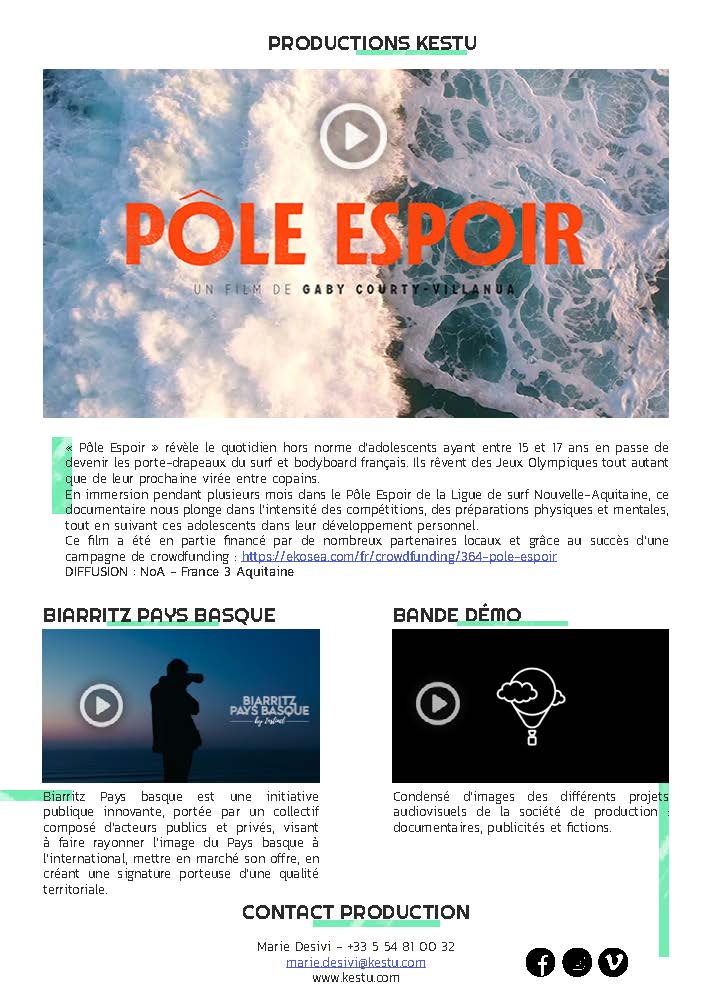 PRODUCTIONS KESTU
PÔLE ESPOIR
UN FILM DE GABY COURTY-VILLANUA
« Pôle Espoir » révèle le quotidien hors norme d'adolescents ayant entre 15 et 17 ans en passe de
devenir les porte-drapeaux du surf et bodyboard français. Ils rêvent des Jeux Olympiques tout autant
que de leur prochaine virée entre copains.
En immersion pendant plusieurs mois dans le Pôle Espoir de la Ligue de surf Nouvelle-Aquitaine, ce
documentaire nous plonge dans l'intensité des compétitions, des préparations physiques et mentales,
tout en suivant ces adolescents dans leur développement personnel.
Ce film a été en partie financé par de nombreux partenaires locaux et grâce au succès d'une
campagne de crowdfunding : https://ekosea.com/fr/crowdfunding/364-pole-espoir
DIFFUSION : NoA - France 3 Aquitaine
BIARRITZ PAYS BASQUE
BIARRITZ
PAYS BASQUE
by Instinct
Biarritz Pays basque est une initiative
publique innovante, portée par un collectif
composé d'acteurs publics et privés, visant
à faire rayonner l'image du Pays basque à
l'international, mettre en marché son offre, en
créant une signature porteuse d'une qualité
territoriale.
BANDE DÉMO
Condensé d'images des différents projets
audiovisuels de la société de production :
documentaires, publicités et fictions.
CONTACT PRODUCTION
Marie Desivi - +33 5 54 81 00 32
marie.desivi@kestu.com
www.kestu.com